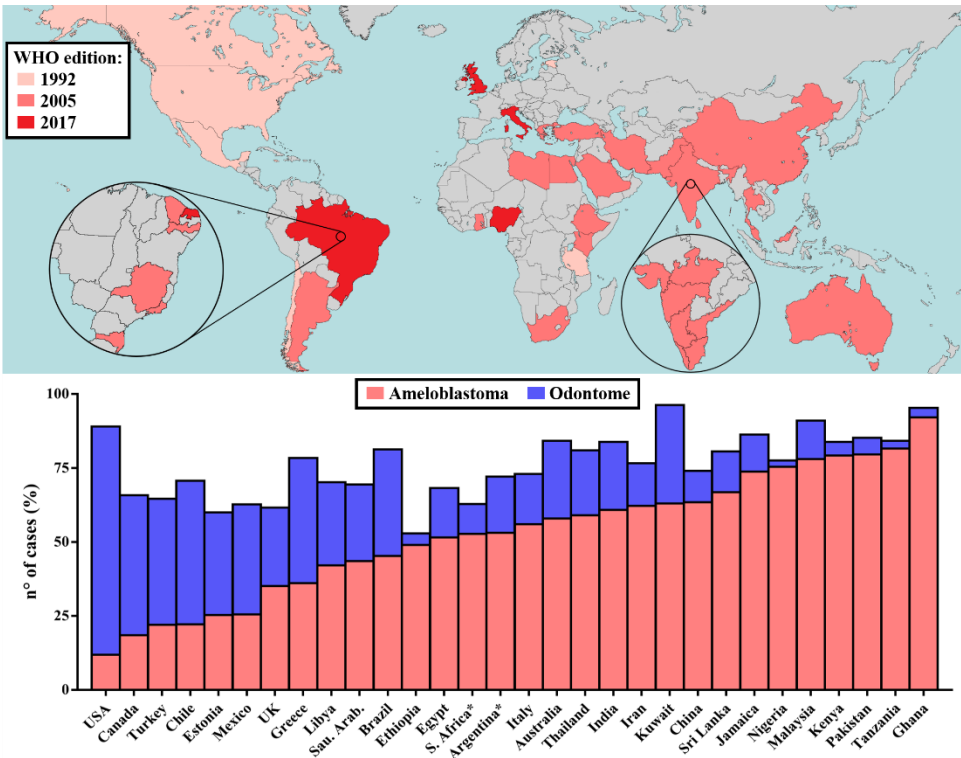 WHO edition:
1992
2005
2017
Ameloblastoma
Odontome
n° of cases (%)
100
75
50
25
0
USA
Canada
Turkey
Chile
Estonia
Mexico
UK
Greece
Libya
Sau. Arab.
Brazil
Ethiopia
Egypt
S. Africa*
Argentina*
Italy
Australia
Thailand
India
Iran
Kuwait
China
Sri Lanka
Jamaica
Nigeria
Malaysia
Kenya
Pakistan
Tanzania
Ghana